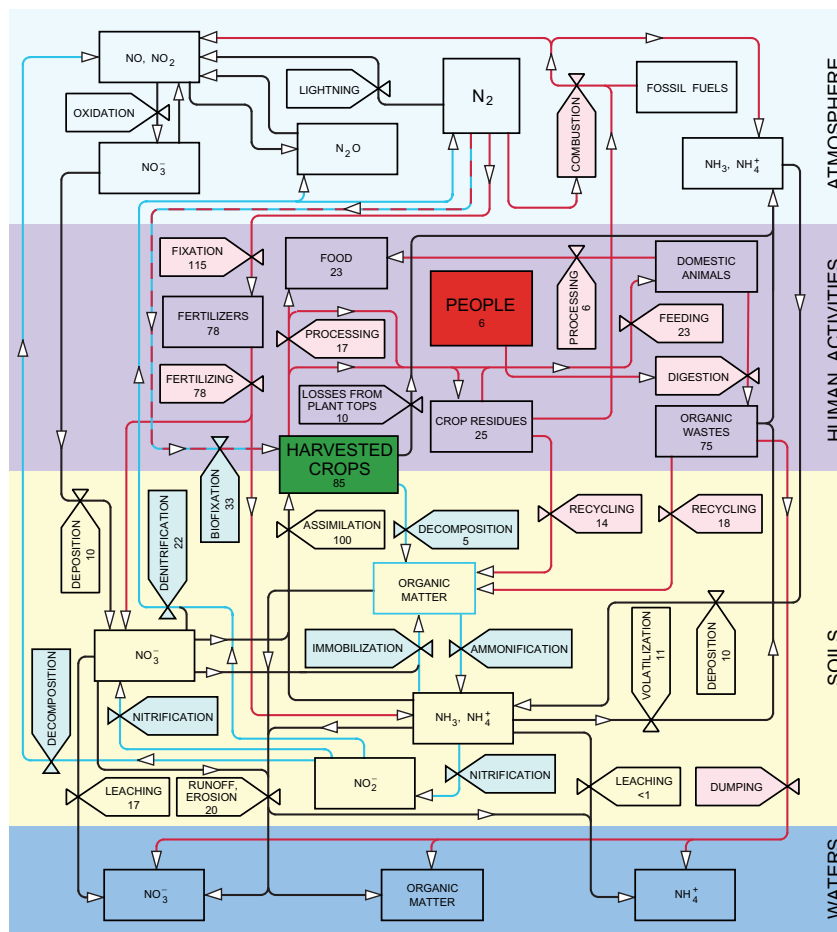 NO, NO2
LIGHTNING
N2
FOSSIL FUELS
ATMOSPHERE
OXIDATION
COMBUSTION
N2O
NO3−
NH3, NH4+
FIXATION
115
FOOD
23
DOMESTIC
ANIMALS
PEOPLE
6
PROCESSING
6
HUMAN ACTIVITIES
FERTILIZERS
78
PROCESSING
17
FEEDING
23
FERTILIZING
78
DIGESTION
LOSSES FROM
PLANT TOPS
10
CROP RESIDUES
25
ORGANIC
WASTES
75
HARVESTED
CROPS
85
BIOFIXATION
33
DEPOSITION
10
DENITRIFICATION
22
ASSIMILATION
100
DECOMPOSITION
5
RECYCLING
14
RECYCLING
18
ORGANIC
MATTER
SOILS
NO3−
IMMOBILIZATION
AMMONIFICATION
VOLATILIZATION
11
DEPOSITION
10
DECOMPOSITION
NITRIFICATION
NH3, NH4+
NO2−
NITRIFICATION
LEACHING
17
RUNOFF,
EROSION
20
LEACHING
<1
DUMPING
WATERS
NO3−
ORGANIC
MATTER
NH4+